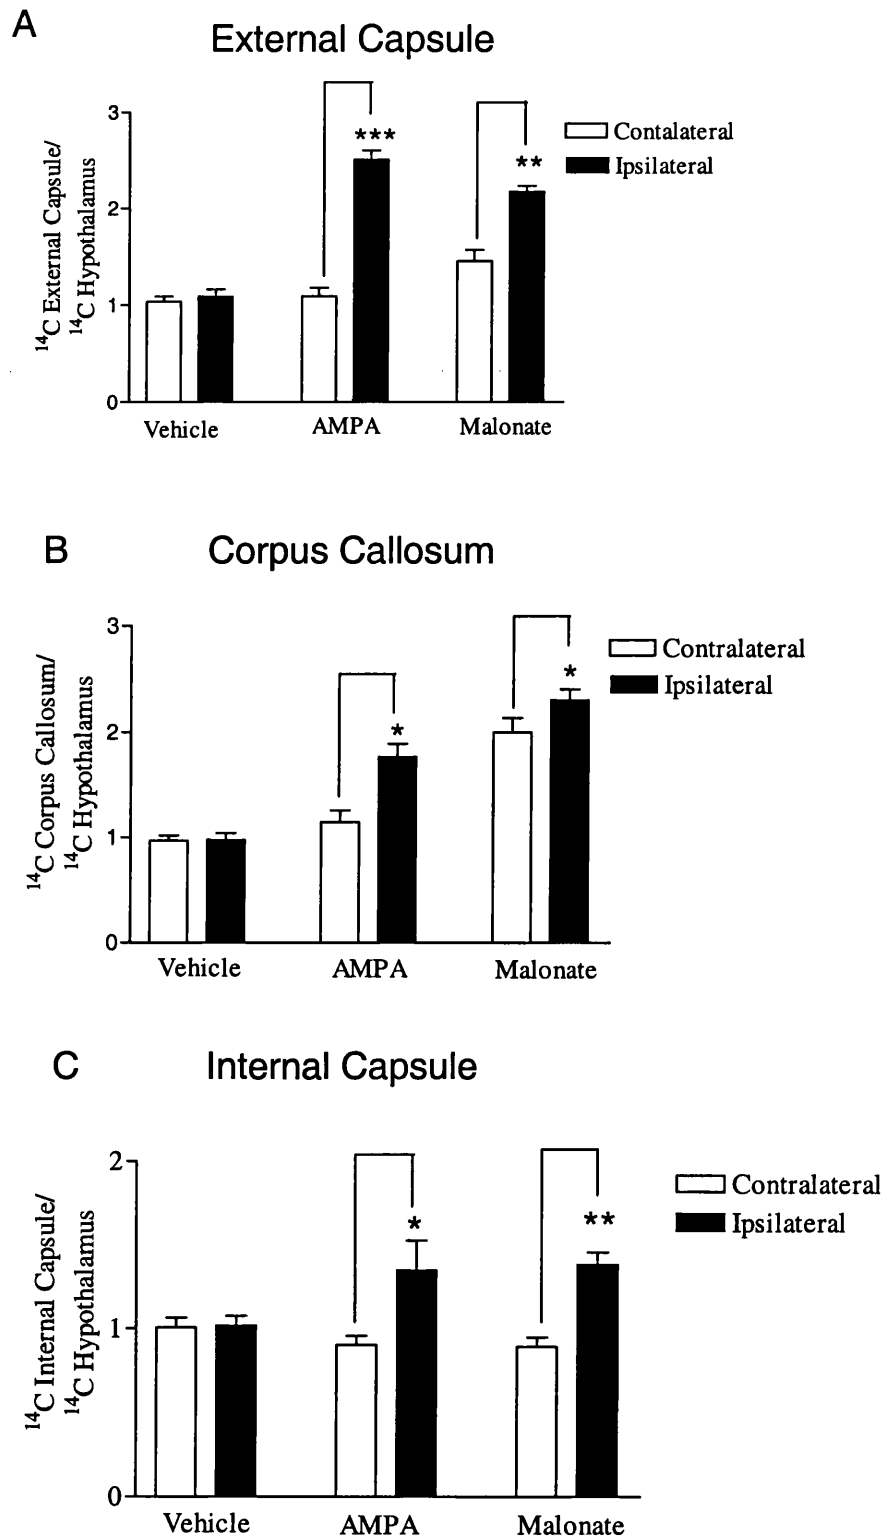 A
External Capsule
3
2
1
0
¹⁴C External Capsule/
¹⁴C Hypothalamus
***
**
Contalateral
Ipsilateral
Vehicle AMPA Malonate
B
Corpus Callosum
3
2
1
0
¹⁴C Corpus Callosum/
¹⁴C Hypothalamus
*
*
Contralateral
Ipsilateral
Vehicle AMPA Malonate
C
Internal Capsule
2
1
0
¹⁴C Internal Capsule/
¹⁴C Hypothalamus
*
**
Contralateral
Ipsilateral
Vehicle AMPA Malonate